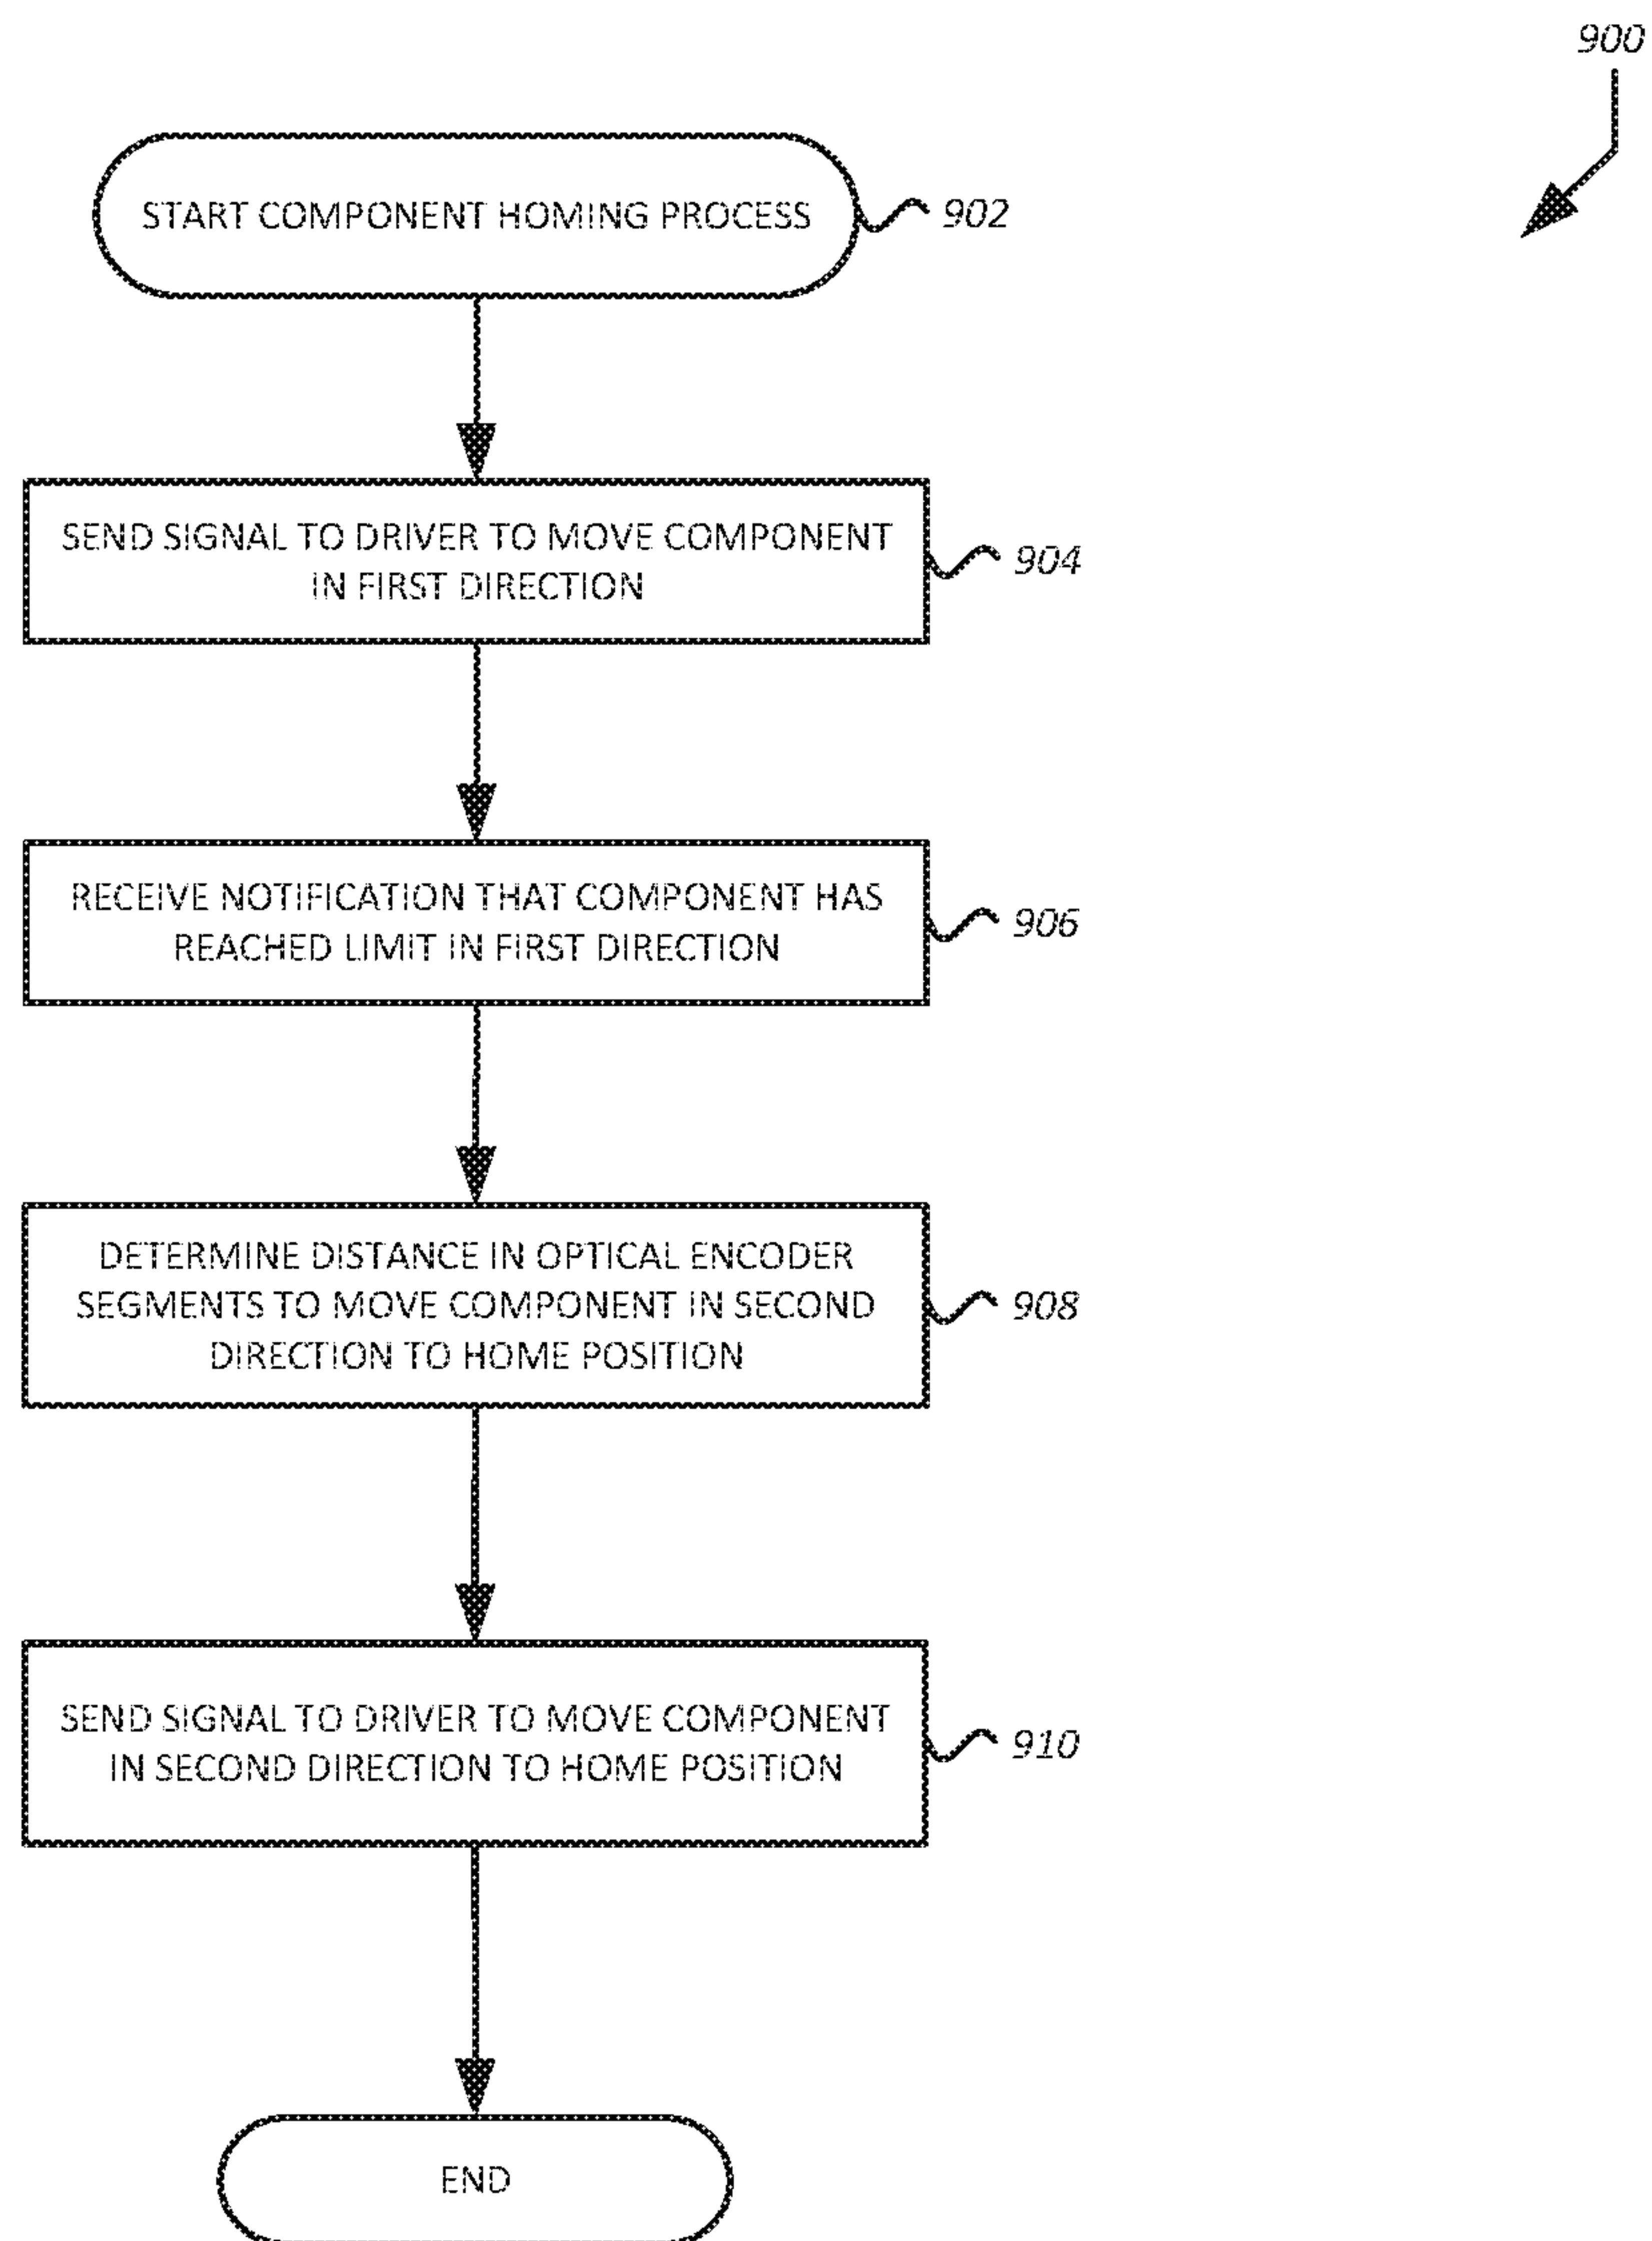 900
START COMPONENT HOMING PROCESS
902
SEND SIGNAL TO DRIVER TO MOVE COMPONENT
IN FIRST DIRECTION
904
RECEIVE NOTIFICATION THAT COMPONENT HAS
REACHED LIMIT IN FIRST DIRECTION
906
DETERMINE DISTANCE IN OPTICAL ENCODER
SEGMENTS TO MOVE COMPONENT IN SECOND
DIRECTION TO HOME POSITION
908
SEND SIGNAL TO DRIVER TO MOVE COMPONENT
IN SECOND DIRECTION TO HOME POSITION
910
END